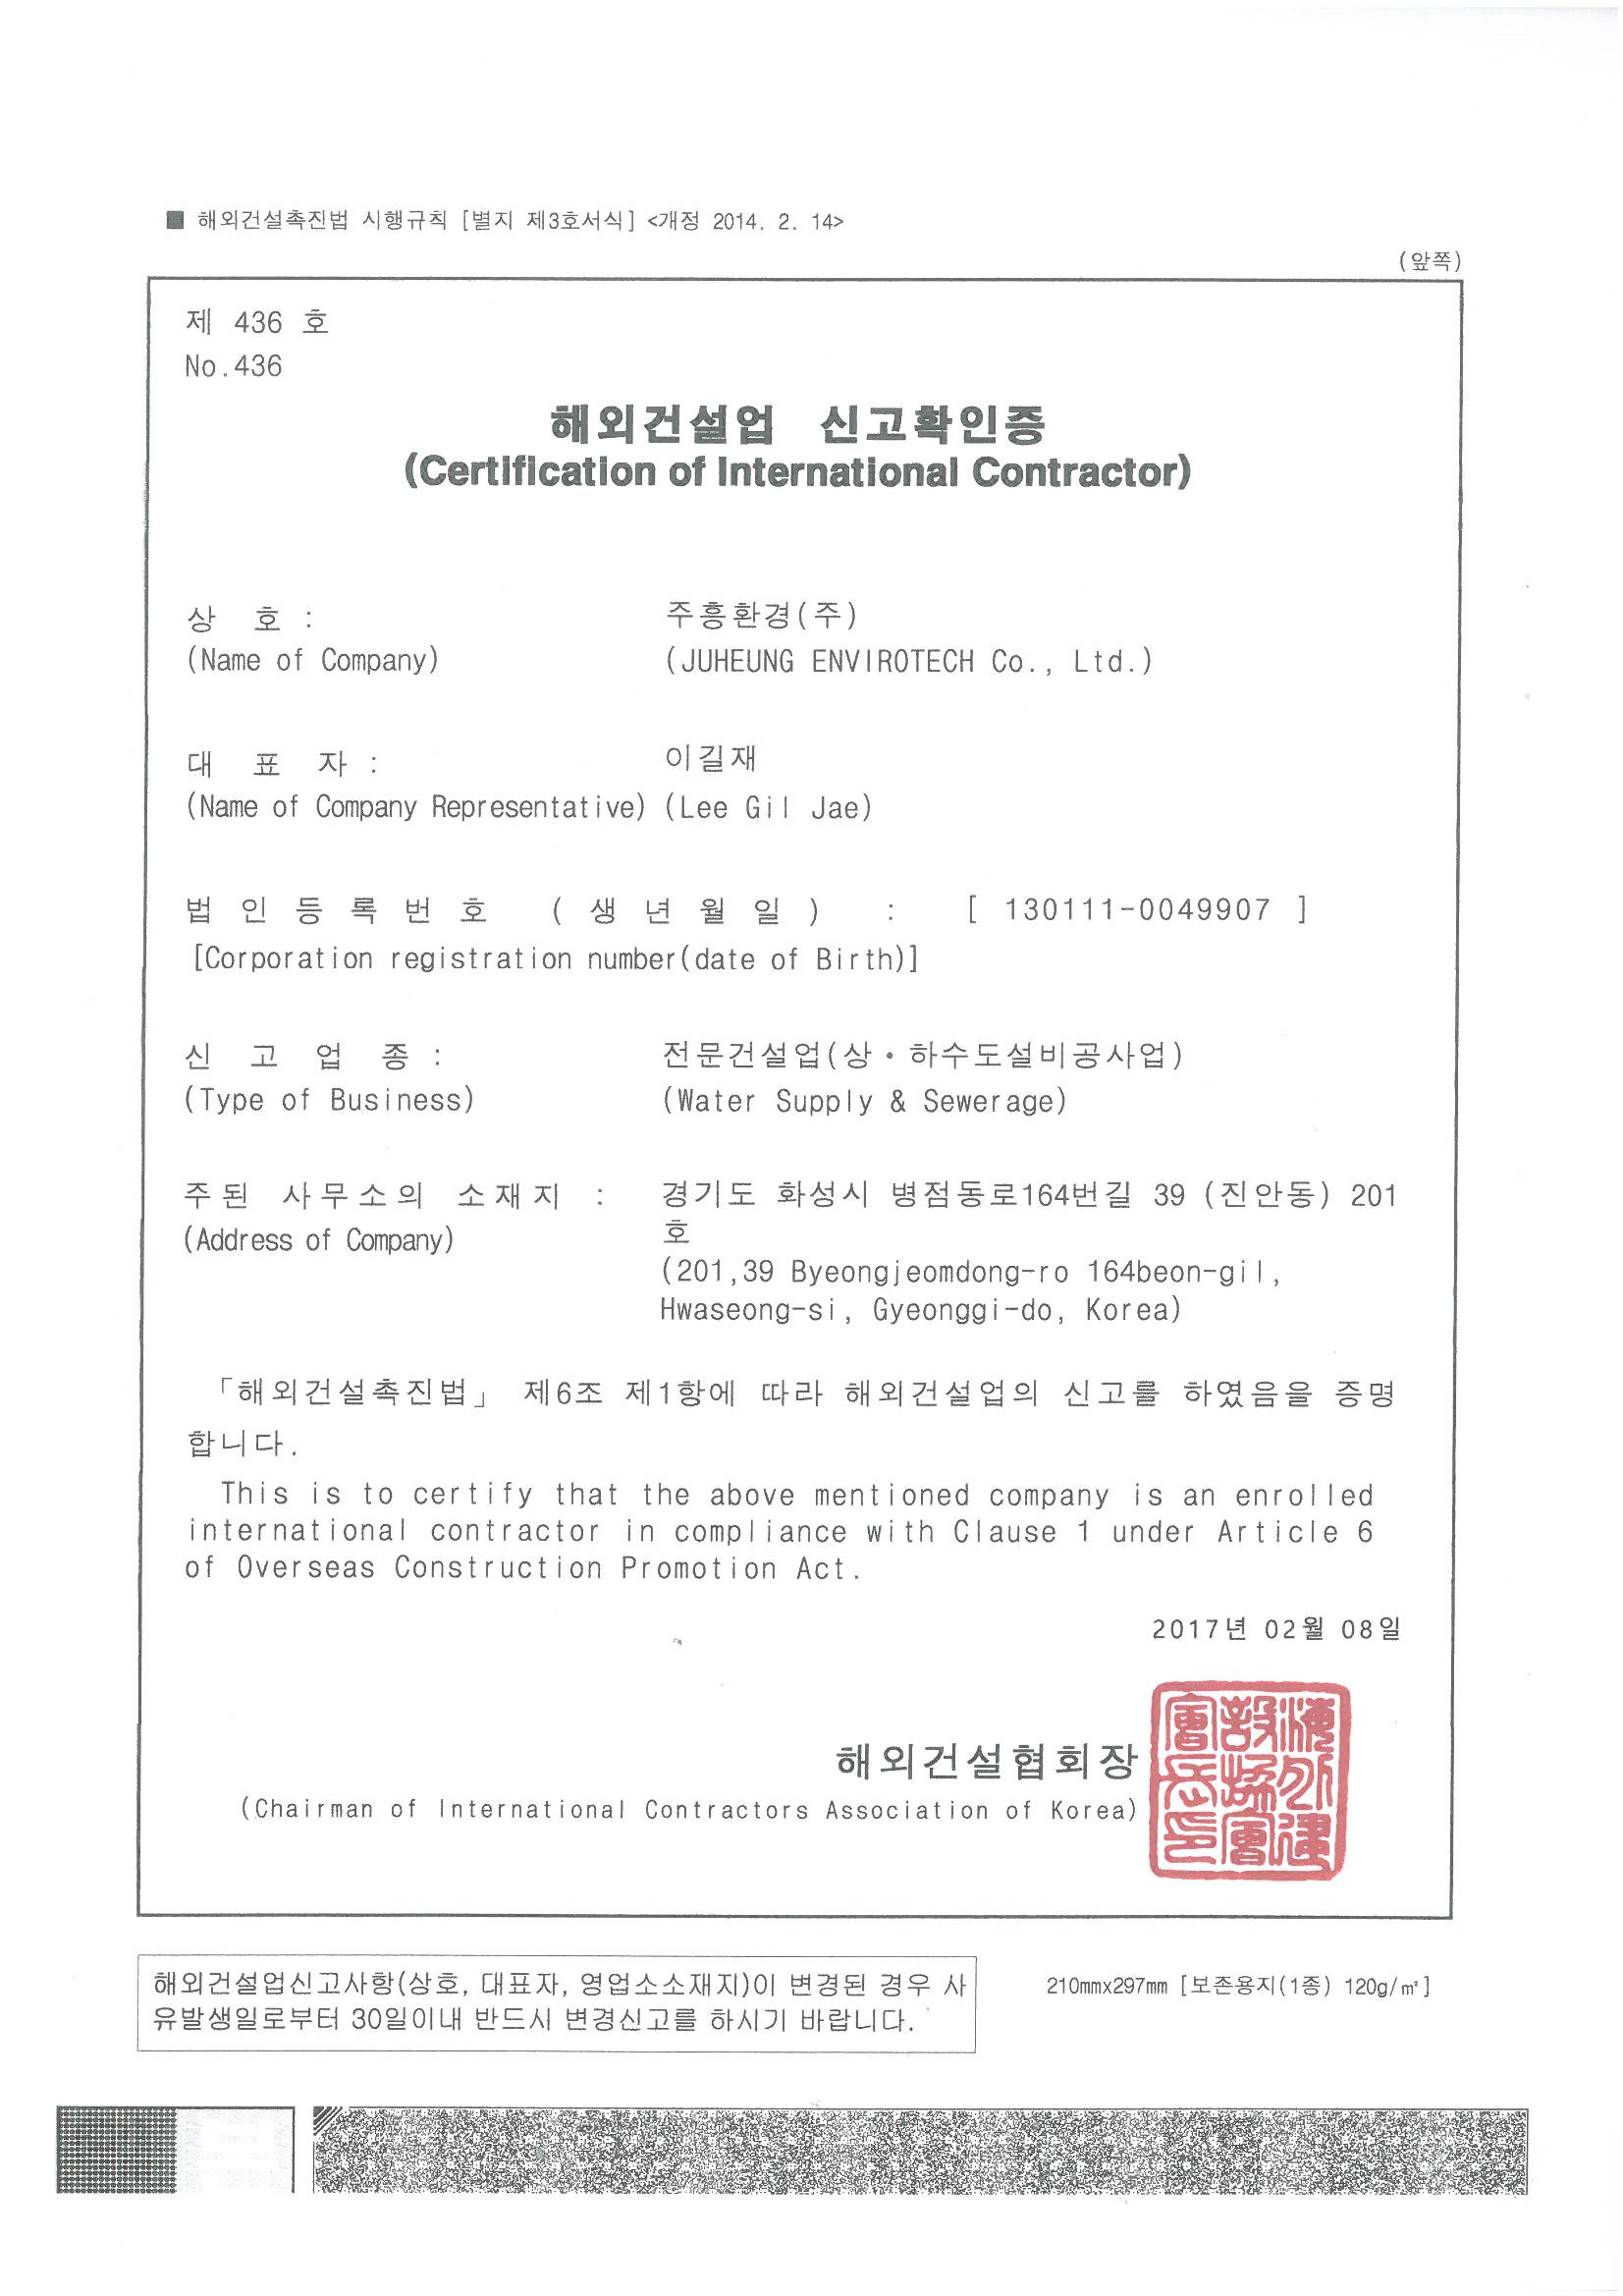 ■ 해외건설촉진법 시행규칙 [별지 제3호서식] <개정 2014. 2. 14>
(앞쪽)
제 436 호
No.436
해외건설업 신고확인증
(Certification of International Contractor)
상 호 : 주흥환경(주)
(Name of Company) (JUHEUNG ENVIROTECH Co., Ltd.)
대 표 자 : 이길재
(Name of Company Representative) (Lee Gil Jae)
법 인 등 록 번 호 ( 생 년 월 일 ) : [ 130111-0049907 ]
[Corporation registration number(date of Birth)]
신 고 업 종 : 전문건설업(상·하수도설비공사업)
(Type of Business) (Water Supply & Sewerage)
주된 사무소의 소재지 : 경기도 화성시 병점동로164번길 39 (진안동) 201
호
(Address of Company)
(201,39 Byeongjeomdong-ro 164beon-gil,
Hwaseong-si, Gyeonggi-do, Korea)
「해외건설촉진법」 제6조 제1항에 따라 해외건설업의 신고를 하였음을 증명
합니다.
This is to certify that the above mentioned company is an enrolled
international contractor in compliance with Clause 1 under Article 6
of Overseas Construction Promotion Act.
2017년 02월 08일
해외건설협회장
(Chairman of International Contractors Association of Korea)
海外建
設協會
會長印
해외건설업신고사항(상호, 대표자, 영업소소재지)이 변경된 경우 사
유발생일로부터 30일이내 반드시 변경신고를 하시기 바랍니다.
210mmx297mm [보존용지(1종) 120g/㎡]